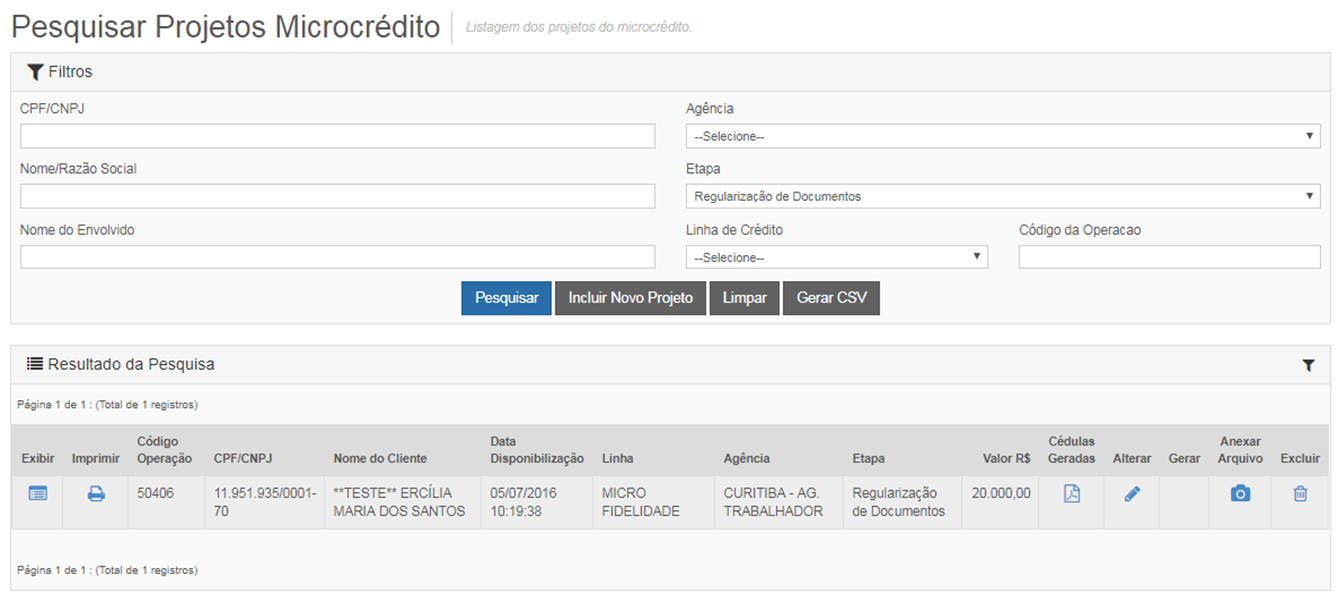 Pesquisar Projetos Microcrédito
Listagem dos projetos do microcrédito.
Filtros
CPF/CNPJ
Agência
--Selecione--
Nome/Razão Social
Etapa
Regularização de Documentos
Nome do Envolvido
Linha de Crédito
Código da Operacao
--Selecione--
Pesquisar
Incluir Novo Projeto
Limpar
Gerar CSV
Resultado da Pesquisa
Página 1 de 1 : (Total de 1 registros)
Exibir
Imprimir
Código
Operação
CPF/CNPJ
Nome do Cliente
Data
Disponibilização
Linha
Agência
Etapa
Valor R$
Cédulas
Geradas
Alterar
Gerar
Anexar
Arquivo
Excluir
50406
11.951.935/0001-
70
**TESTE** ERCÍLIA
MARIA DOS SANTOS
05/07/2016
10:19:38
MICRO
FIDELIDADE
CURITIBA - AG.
TRABALHADOR
Regularização
de Documentos
20.000,00
Página 1 de 1 : (Total de 1 registros)